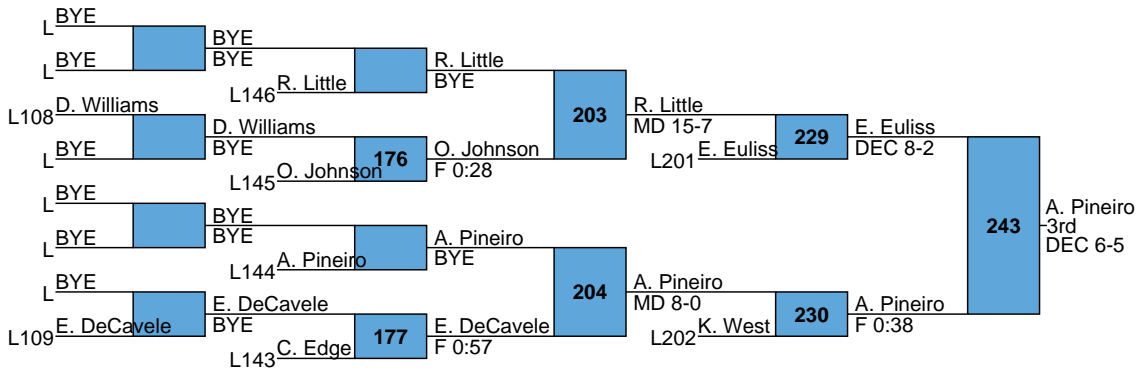 L BYE
BYE
BYE
L BYE
R. Little
BYE
L146 R. Little
L108 D. Williams
203
R. Little
MD 15-7
D. Williams
BYE
229
E. Euliss
DEC 8-2
L BYE
176
O. Johnson
F 0:28
L201 E. Euliss
L145 O. Johnson
L BYE
A. Pineiro
3rd
DEC 6-5
243
BYE
BYE
L BYE
A. Pineiro
BYE
L144 A. Pineiro
L BYE
204
A. Pineiro
MD 8-0
E. DeCavele
BYE
230
A. Pineiro
F 0:38
L109 E. DeCavele
177
E. DeCavele
F 0:57
L202 K. West
L143 C. Edge